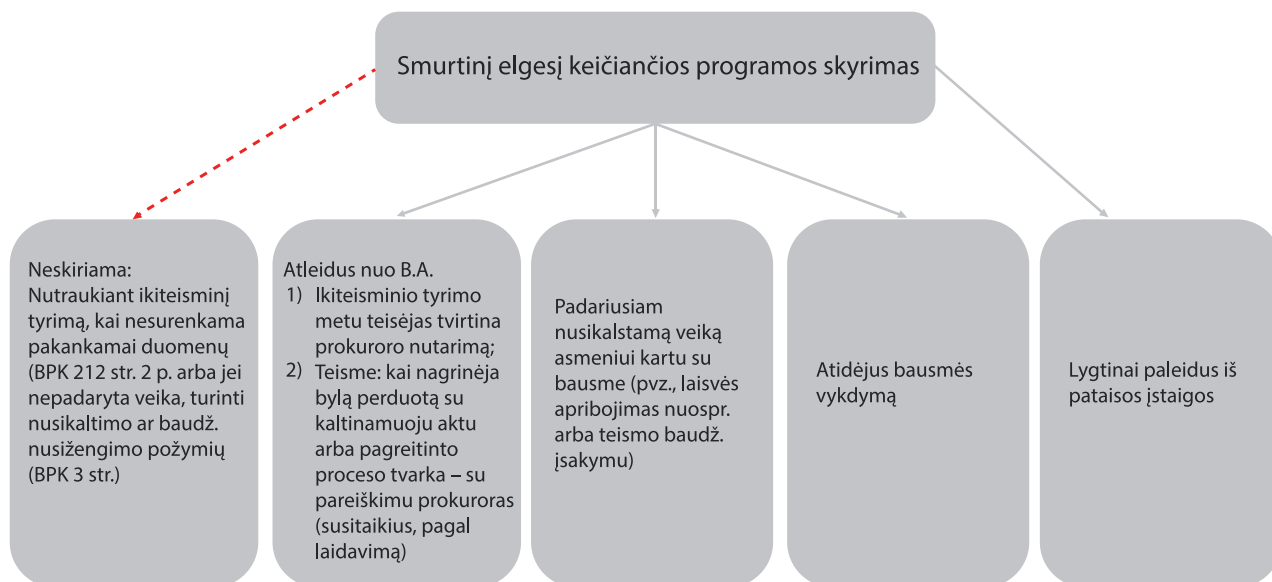 Smurtinį elgesį keičiančios programos skyrimas
Neskiriama:
Nutraukiant ikiteisminį
tyrimą, kai nesurenkama
pakankamai duomenų
(BPK 212 str. 2 p. arba jei
nepadaryta veika, turinti
nusikaltimo ar baudž.
nusižengimo požymių
(BPK 3 str.)
Atleidus nuo B.A.
1) Ikiteisminio tyrimo
metu teisėjas tvirtina
prokuroro nutarimą;
2) Teisme: kai nagrinėja
bylą perduotą su
kaltinamuoju aktu
arba pagreitinto
proceso tvarka – su
pareiškimu prokuroras
(susitaikius, pagal
laidavimą)
Padariusiam
nusikalstamą veiką
asmeniui kartu su
bausme (pvz., laisvės
apribojimas nuospr.
arba teismo baudž.
įsakymu)
Atidėjus bausmės
vykdymą
Lygtinai paleidus iš
pataisos įstaigos